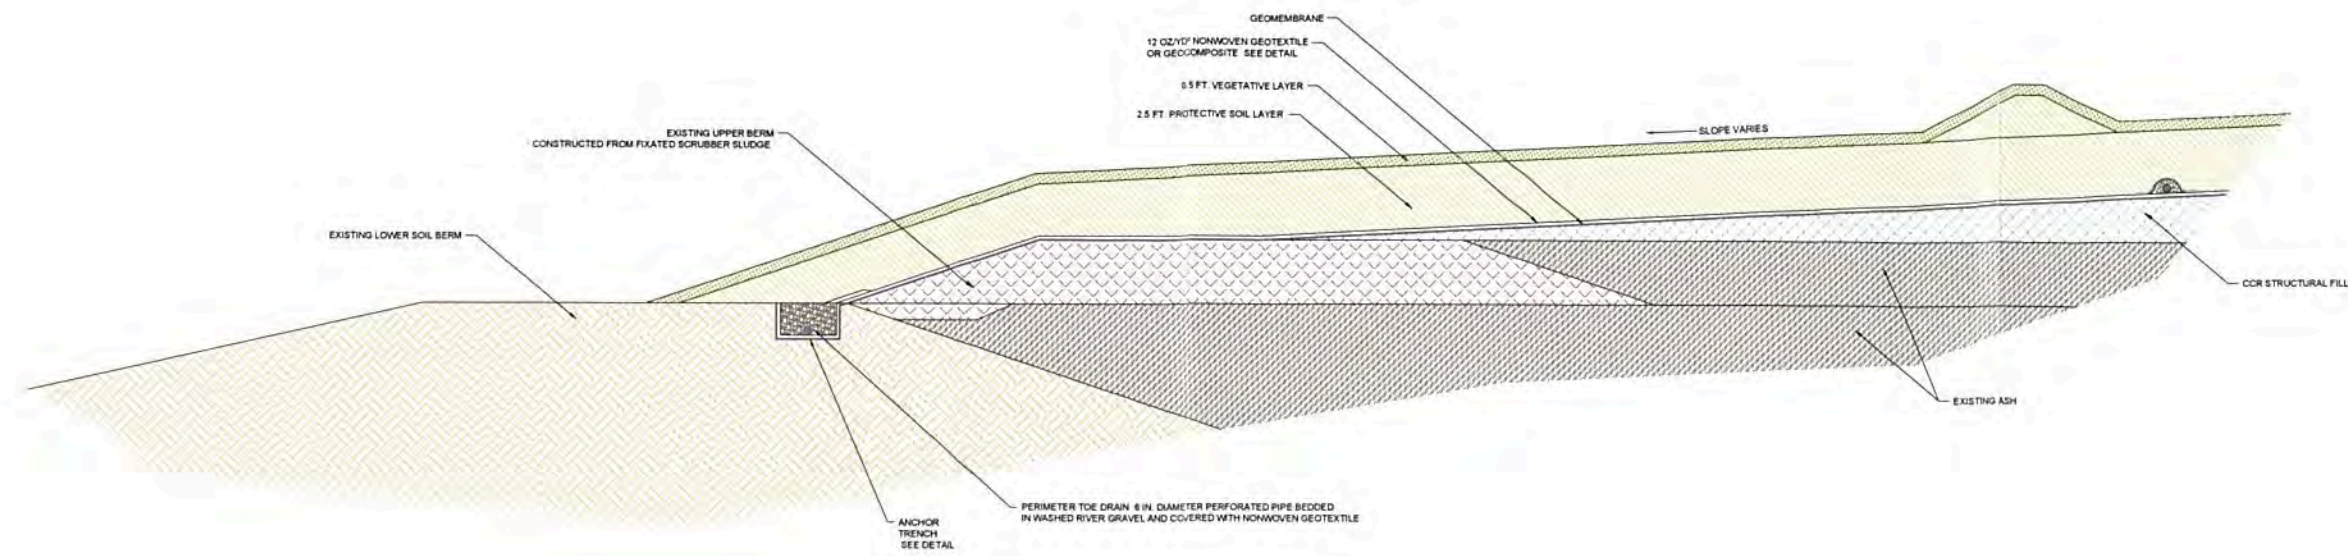 GEOMEMBRANE
12 OZ/YD² NONWOVEN GEOTEXTILE
OR GEOCOMPOSITE SEE DETAIL
0.5 FT. VEGETATIVE LAYER
2.5 FT. PROTECTIVE SOIL LAYER
SLOPE VARIES
EXISTING UPPER BERM
CONSTRUCTED FROM FIXATED SCRUBBER SLUDGE
EXISTING LOWER SOIL BERM
CCR STRUCTURAL FILL
EXISTING ASH
PERIMETER TOE DRAIN 6 IN. DIAMETER PERFORATED PIPE BEDDED
IN WASHED RIVER GRAVEL AND COVERED WITH NONWOVEN GEOTEXTILE
ANCHOR
TRENCH
SEE DETAIL